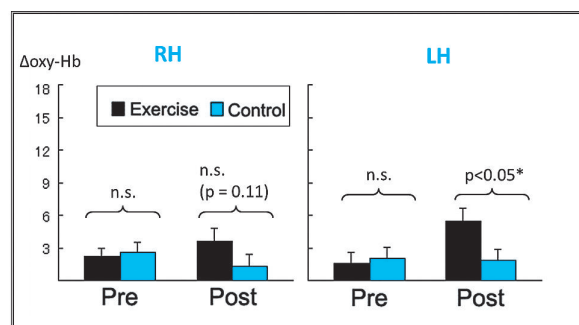 RH
LH
Δoxy-Hb
18
15
12
9
6
3
Exercise
Control
n.s.
n.s.
(p = 0.11)
n.s.
p<0.05*
Pre
Post
Pre
Post